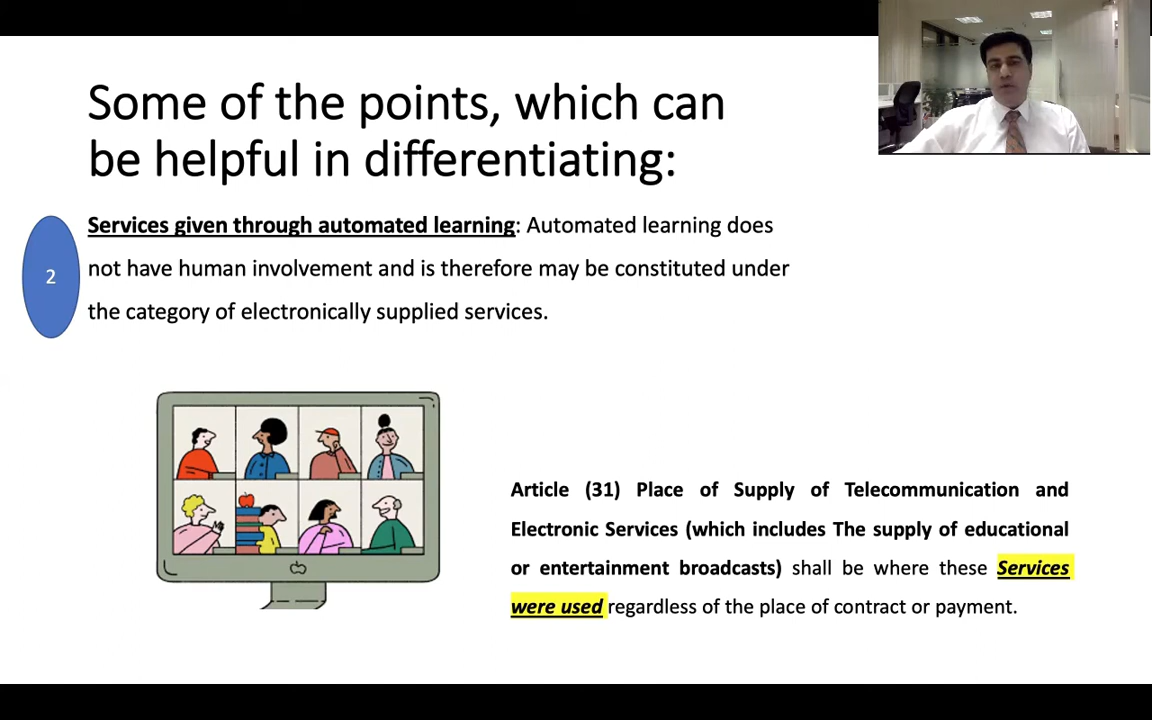 Some of the points, which can
be helpful in differentiating:
2
Services given through automated learning: Automated learning does
not have human involvement and is therefore may be constituted under
the category of electronically supplied services.
Article (31) Place of Supply of Telecommunication and
Electronic Services (which includes The supply of educational
or entertainment broadcasts) shall be where these Services
were used regardless of the place of contract or payment.